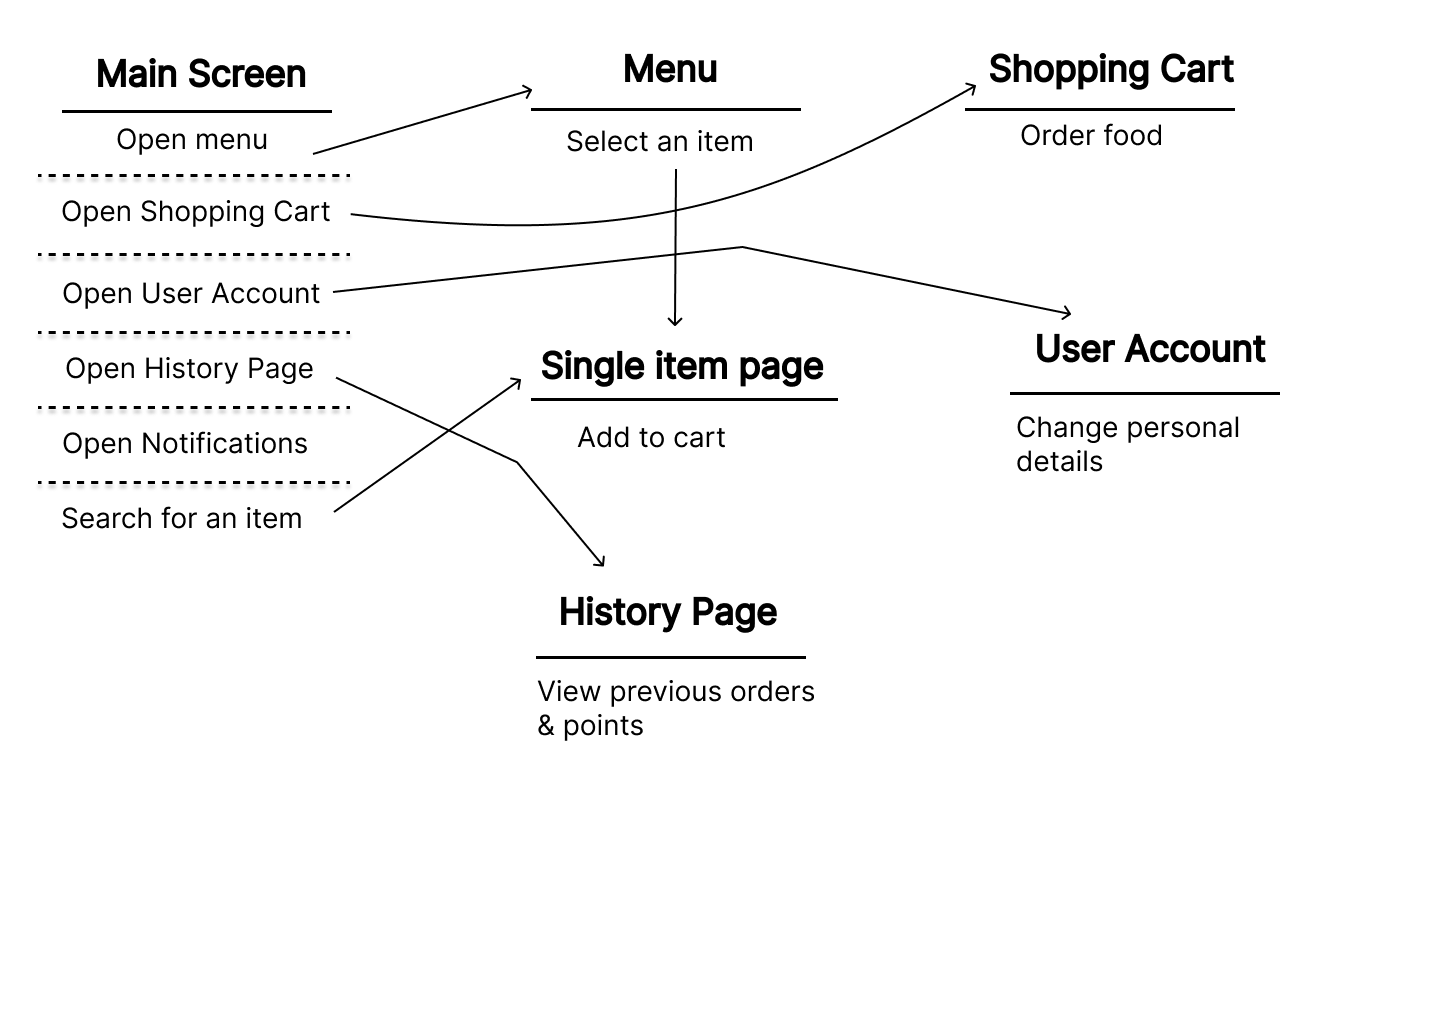 Main Screen
Open menu
Open Shopping Cart
Open User Account
Open History Page
Open Notifications
Search for an item
Menu
Select an item
Single item page
Add to cart
History Page
View previous orders
& points
Shopping Cart
Order food
User Account
Change personal
details